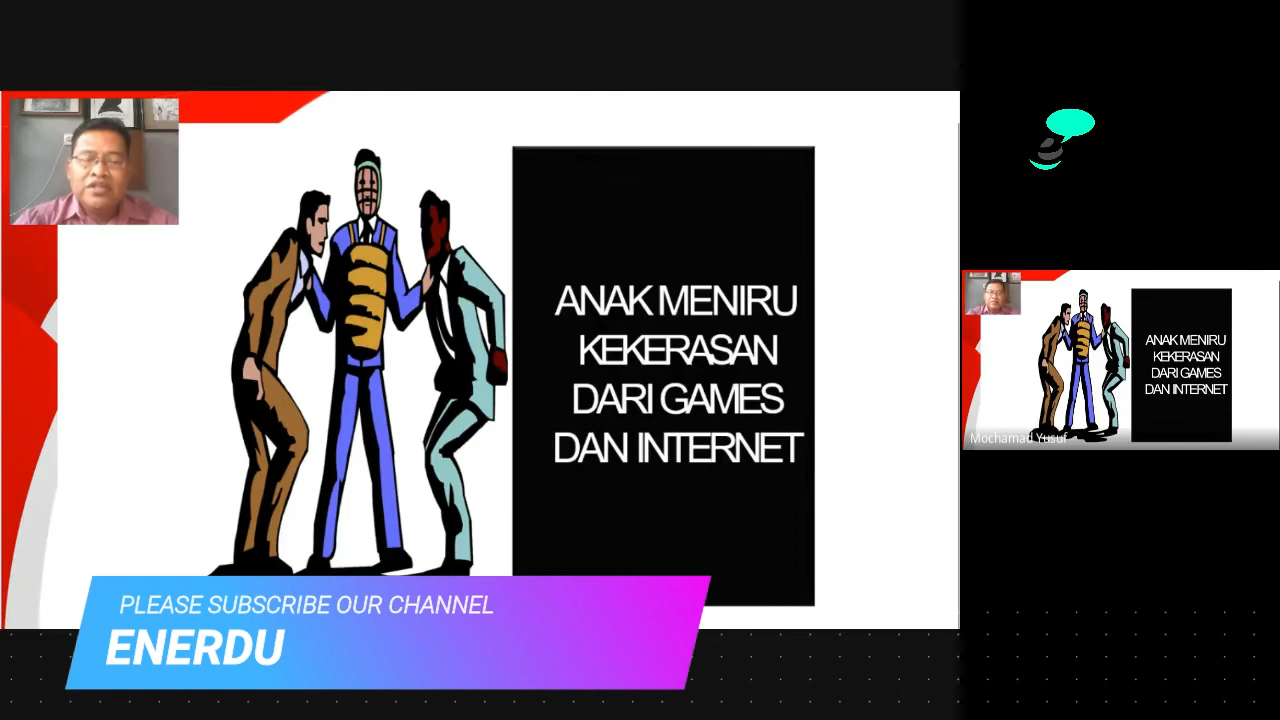 ANAK MENIRU
KEKERASAN
DARI GAMES
DAN INTERNET
PLEASE SUBSCRIBE OUR CHANNEL
ENERDU
ANAK MENIRU
KEKERASAN
DARI GAMES
DAN INTERNET
Mochamad Yusuf